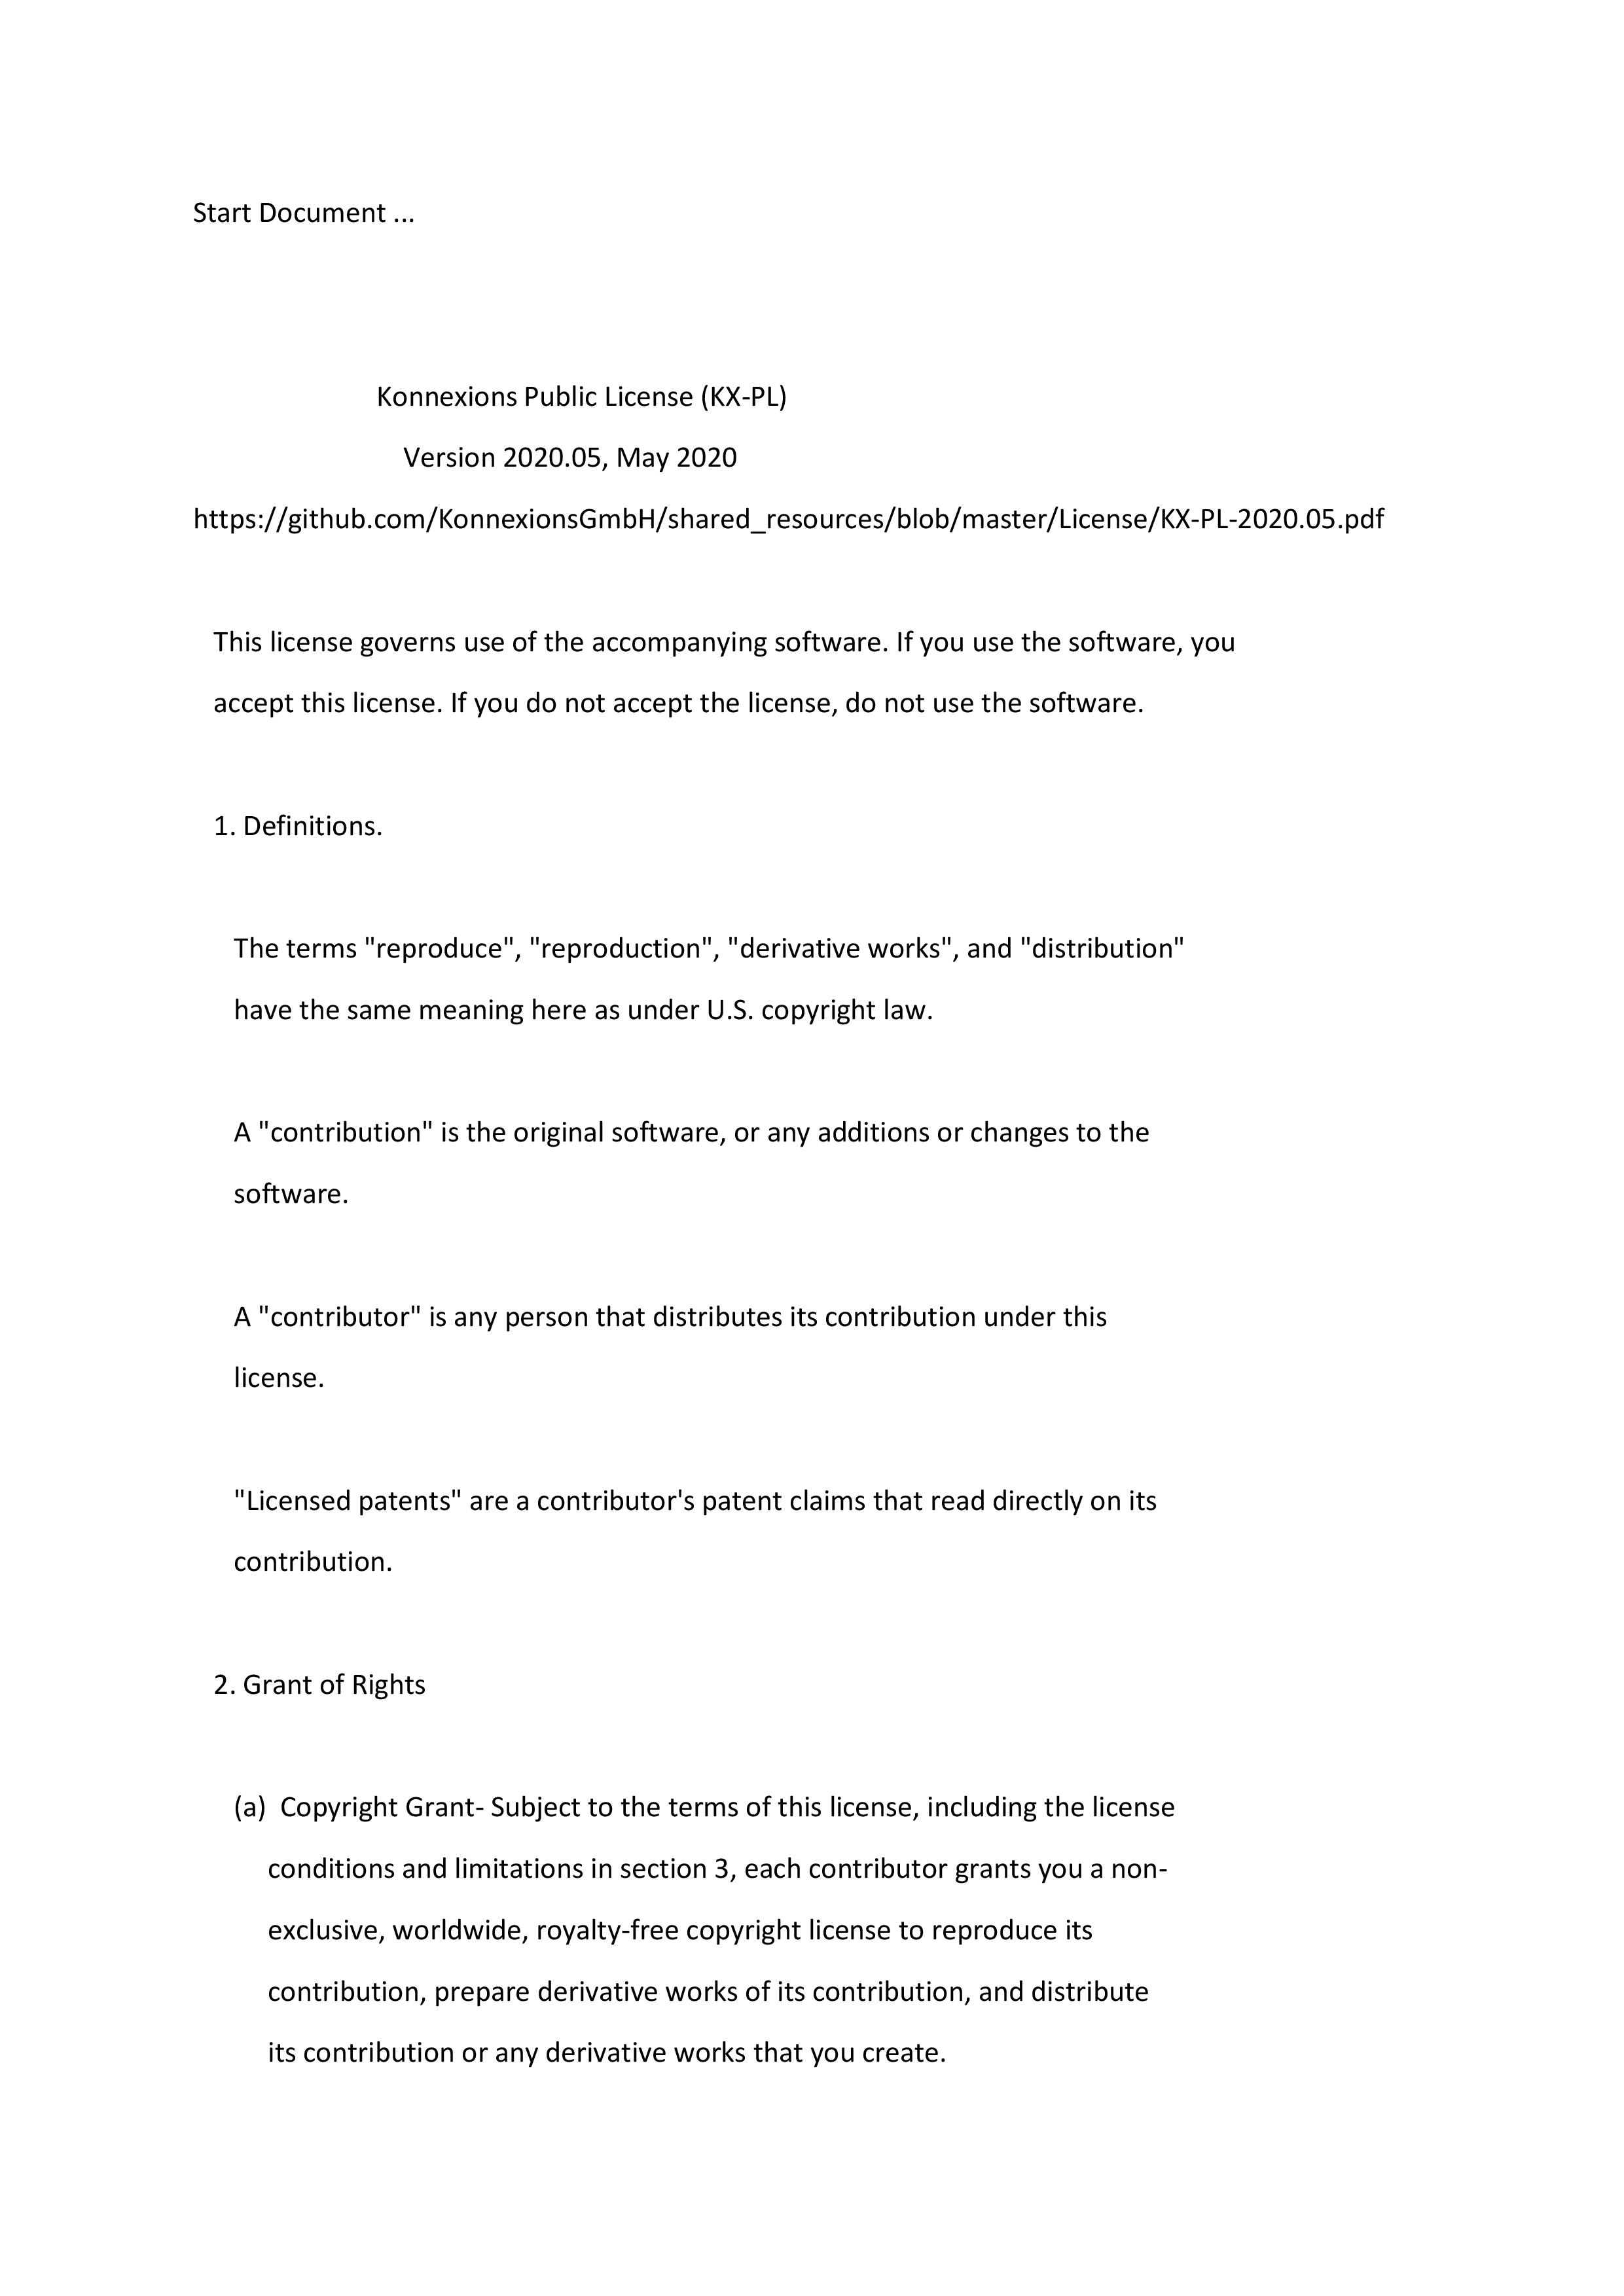 Start Document ...
Konnexions Public License (KX-PL)
Version 2020.05, May 2020
https://github.com/KonnexionsGmbH/shared_resources/blob/master/License/KX-PL-2020.05.pdf
This license governs use of the accompanying software. If you use the software, you
accept this license. If you do not accept the license, do not use the software.
1. Definitions.
The terms "reproduce", "reproduction", "derivative works", and "distribution"
have the same meaning here as under U.S. copyright law.
A "contribution" is the original software, or any additions or changes to the
software.
A "contributor" is any person that distributes its contribution under this
license.
"Licensed patents" are a contributor's patent claims that read directly on its
contribution.
2. Grant of Rights
(a) Copyright Grant- Subject to the terms of this license, including the license
conditions and limitations in section 3, each contributor grants you a non-
exclusive, worldwide, royalty-free copyright license to reproduce its
contribution, prepare derivative works of its contribution, and distribute
its contribution or any derivative works that you create.